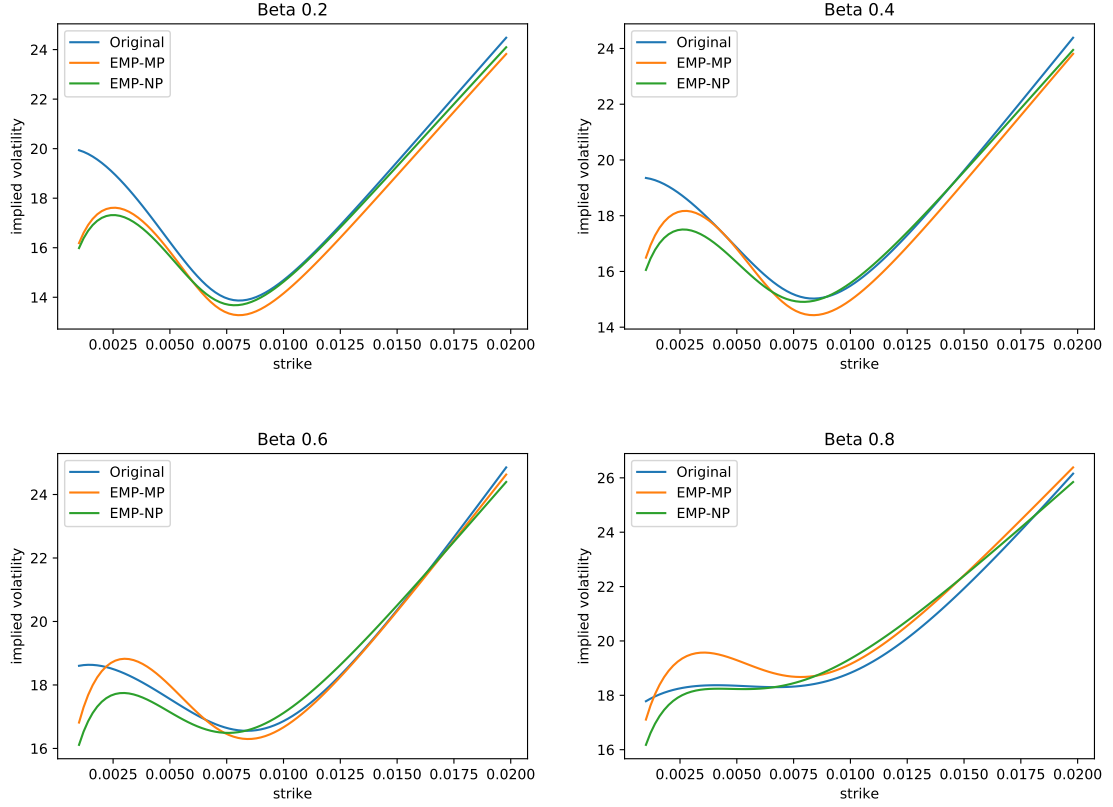 Beta 0.2
Original
EMP-MP
EMP-NP
24
22
20
18
16
14
implied volatility
0.0025 0.0050 0.0075 0.0100 0.0125 0.0150 0.0175 0.0200
strike
Beta 0.4
Original
EMP-MP
EMP-NP
24
22
20
18
16
14
implied volatility
0.0025 0.0050 0.0075 0.0100 0.0125 0.0150 0.0175 0.0200
strike
Beta 0.6
Original
EMP-MP
EMP-NP
24
22
20
18
16
implied volatility
0.0025 0.0050 0.0075 0.0100 0.0125 0.0150 0.0175 0.0200
strike
Beta 0.8
Original
EMP-MP
EMP-NP
26
24
22
20
18
16
implied volatility
0.0025 0.0050 0.0075 0.0100 0.0125 0.0150 0.0175 0.0200
strike